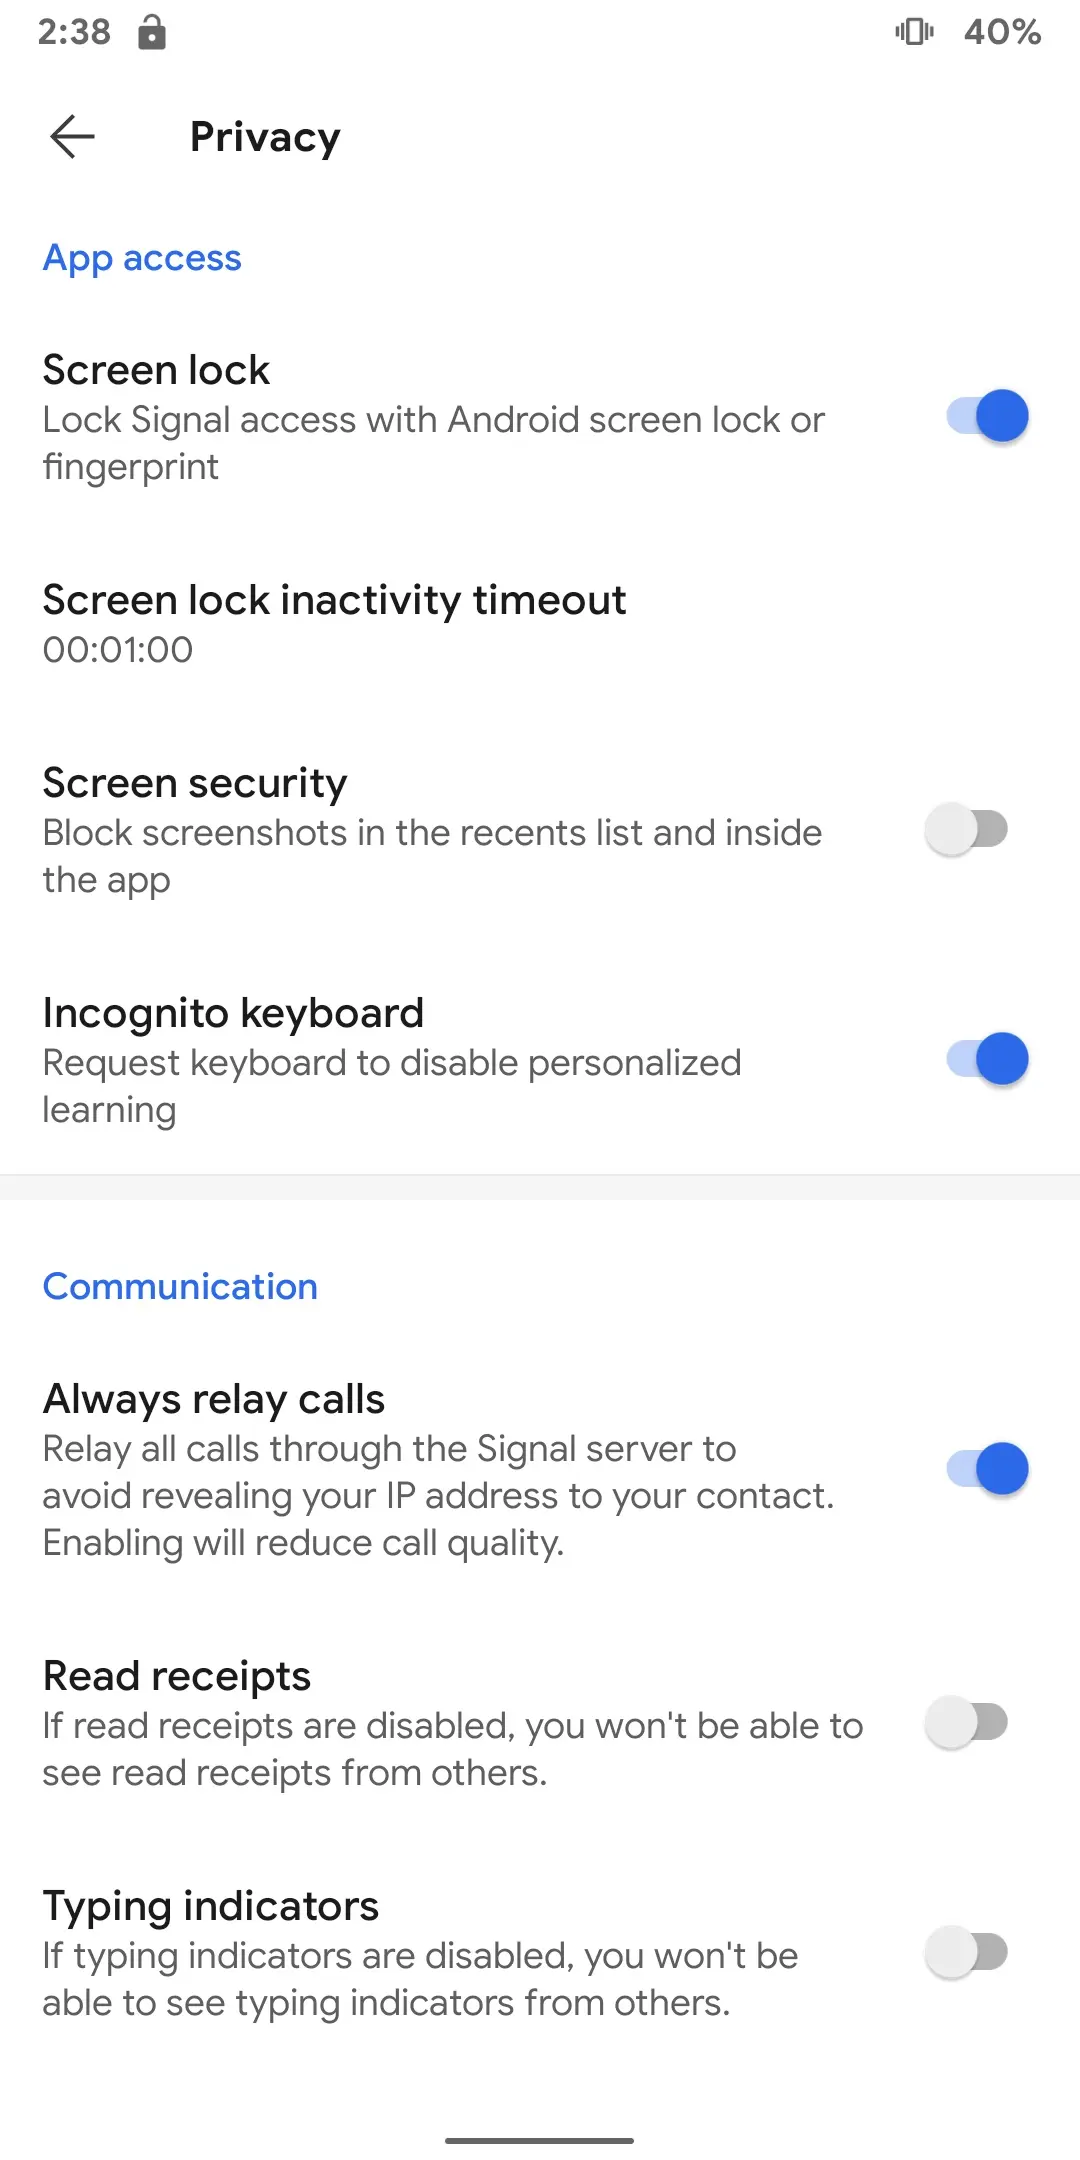 2:38
40%
Privacy
App access
Screen lock
Lock Signal access with Android screen lock or
fingerprint
Screen lock inactivity timeout
00:01:00
Screen security
Block screenshots in the recents list and inside
the app
Incognito keyboard
Request keyboard to disable personalized
learning
Communication
Always relay calls
Relay all calls through the Signal server to
avoid revealing your IP address to your contact.
Enabling will reduce call quality.
Read receipts
If read receipts are disabled, you won't be able to
see read receipts from others.
Typing indicators
If typing indicators are disabled, you won't be
able to see typing indicators from others.